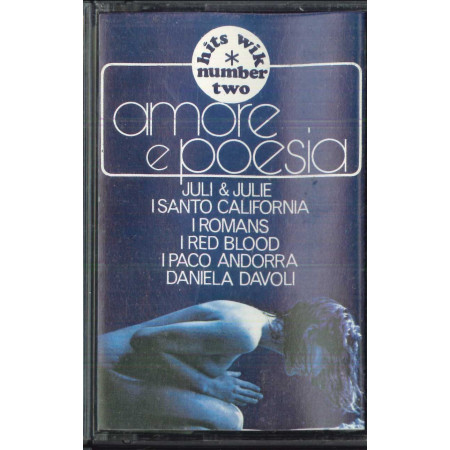 hits wik
*
number
two
amore
e poesia
JULI & JULIE
I SANTO CALIFORNIA
I ROMANS
I RED BLOOD
I PACO ANDORRA
DANIELA DAVOLI